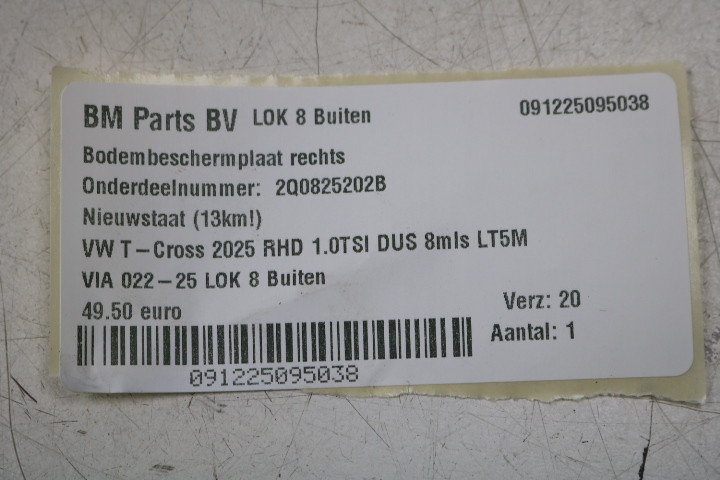 BM Parts BV LOK 8 Buiten 091225095038
Bodembeschermplaat rechts
Onderdeelnummer: 2Q0825202B
Nieuwstaat (13km!)
VW T-Cross 2025 RHD 1.0TSI DUS 8mls LT5M
VIA 022-25 LOK 8 Buiten
49.50 euro Verz: 20
Aantal: 1
091225095038